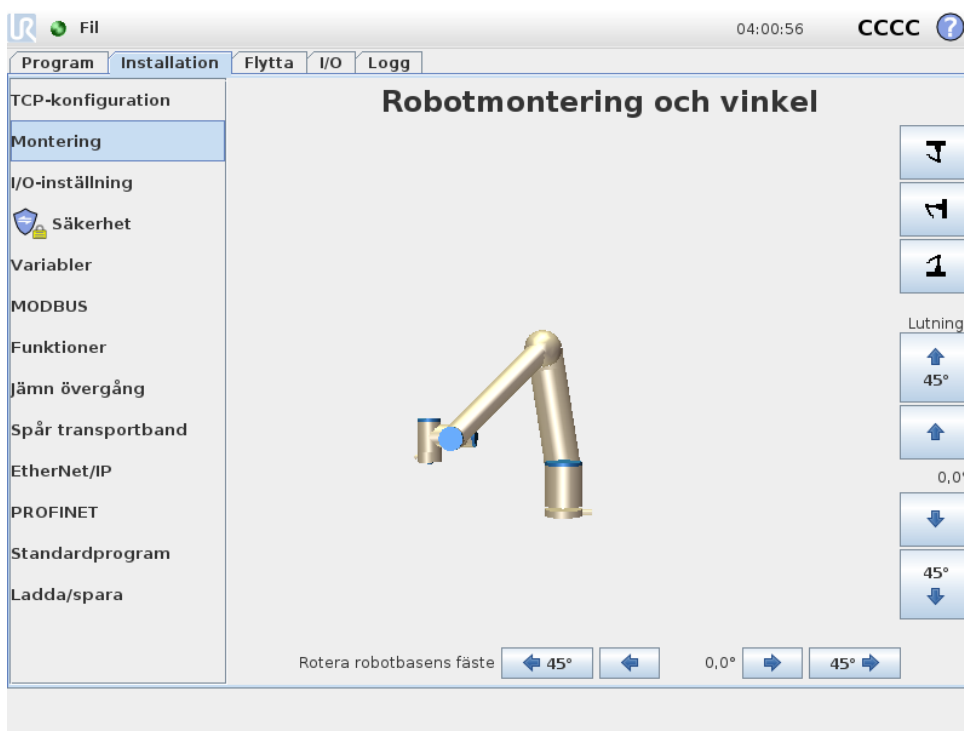 UR Fil 04:00:56 CCCC ?
Program Installation Flytta I/O Logg
TCP-konfiguration
Montering
I/O-inställning
Säkerhet
Variabler
MODBUS
Funktioner
Jämn övergång
Spår transportband
EtherNet/IP
PROFINET
Standardprogram
Ladda/spara
Robotmontering och vinkel
Lutning
45°
0,0°
45°
Rotera robotbasens fäste 45° 0,0° 45°